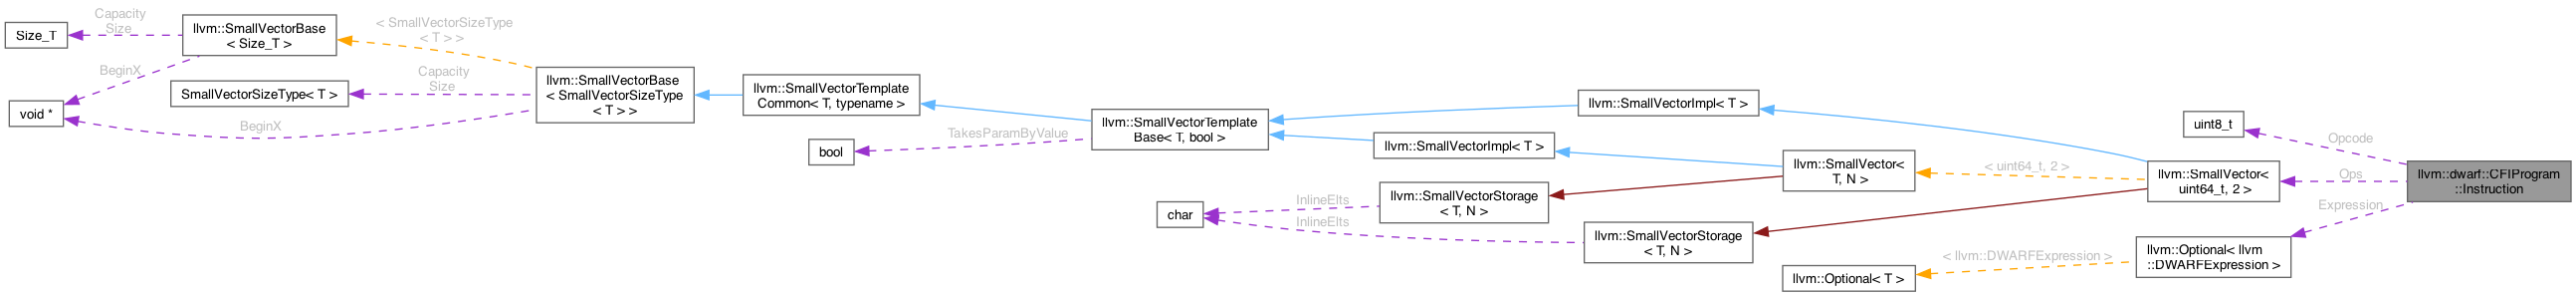 Size_T
Capacity
Size
llvm::SmallVectorBase
< Size_T >
BeginX
SmallVectorSizeType< T >
void *
BeginX
< SmallVectorSizeType
< T > >
Capacity
Size
llvm::SmallVectorBase
< SmallVectorSizeType
< T > >
llvm::SmallVectorTemplate
Common< T, typename >
bool
TakesParamByValue
llvm::SmallVectorTemplate
Base< T, bool >
char
InlineElts
InlineElts
llvm::SmallVectorImpl< T >
llvm::SmallVectorImpl< T >
llvm::SmallVectorStorage
< T, N >
llvm::SmallVectorStorage
< T, N >
llvm::SmallVector<
T, N >
llvm::Optional< T >
< uint64_t, 2 >
< llvm::DWARFExpression >
uint8_t
llvm::SmallVector<
uint64_t, 2 >
llvm::Optional< llvm
::DWARFExpression >
Opcode
Ops
Expression
llvm::dwarf::CFIProgram
::Instruction